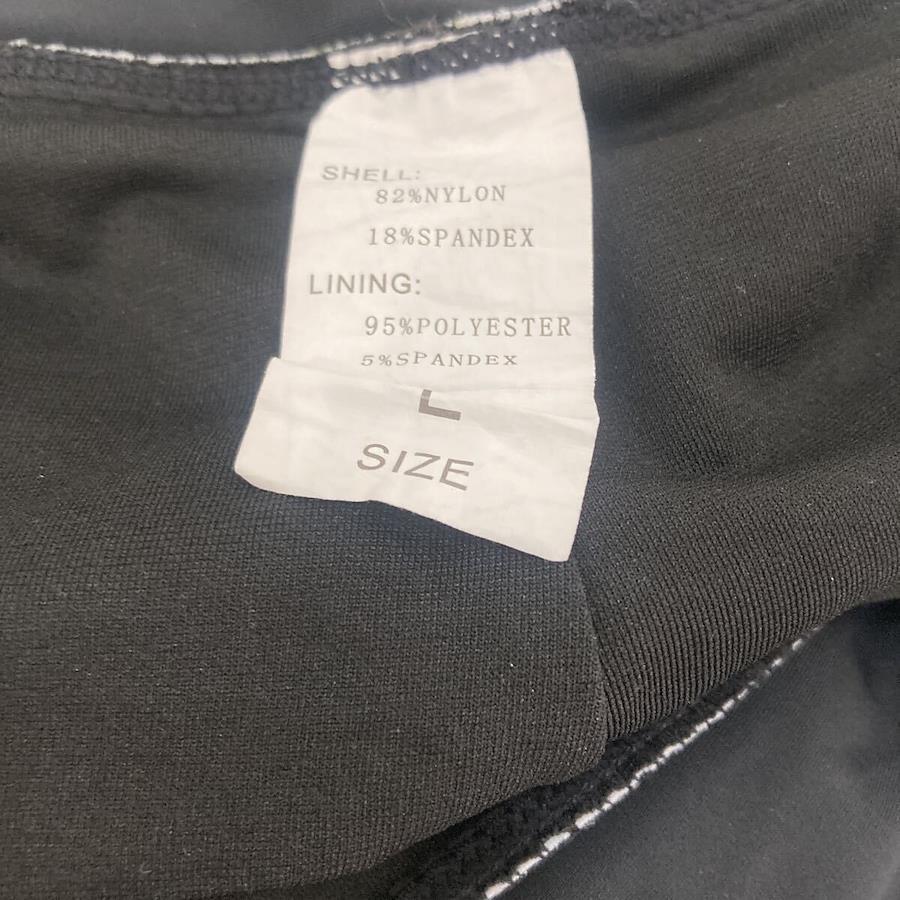 SHELL:
82%NYLON
18%SPANDEX
LINING:
95%POLYESTER
5%SPANDEX
L
SIZE